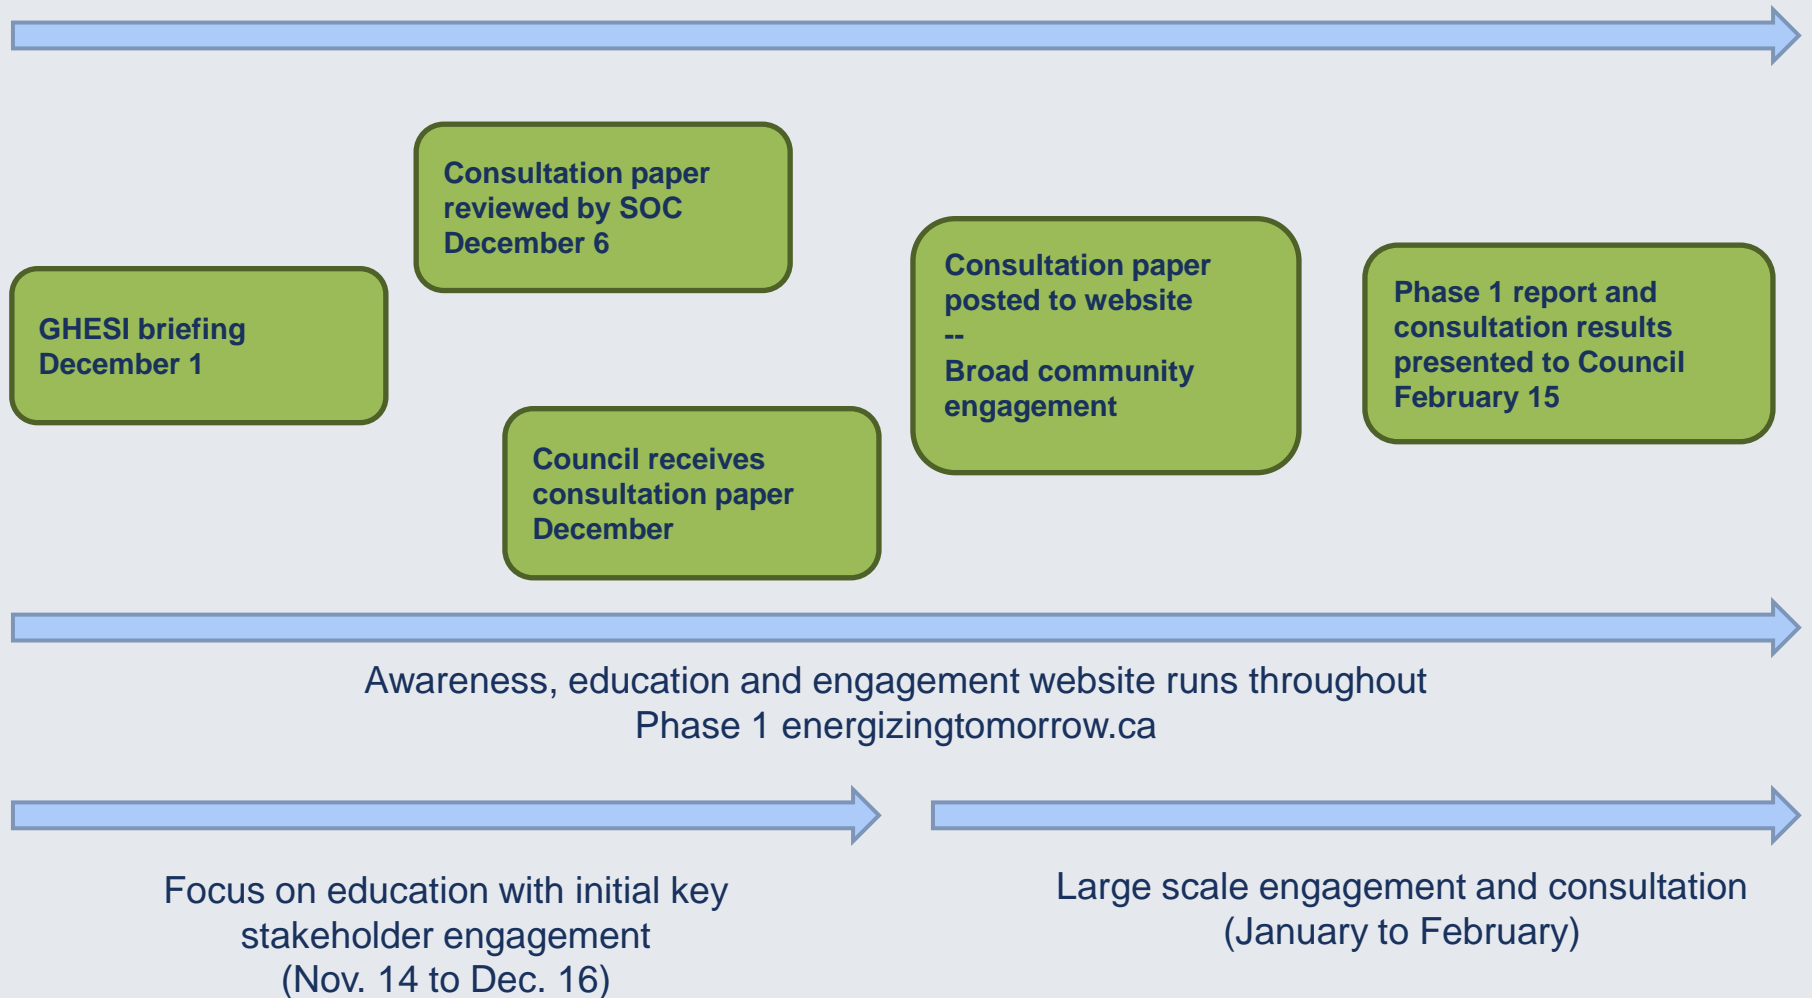 GHESI briefing
December 1
Consultation paper
reviewed by SOC
December 6
Council receives
consultation paper
December
Consultation paper
posted to website
--
Broad community
engagement
Phase 1 report and
consultation results
presented to Council
February 15
Awareness, education and engagement website runs throughout
Phase 1 energizingtomorrow.ca
Focus on education with initial key
stakeholder engagement
(Nov. 14 to Dec. 16)
Large scale engagement and consultation
(January to February)